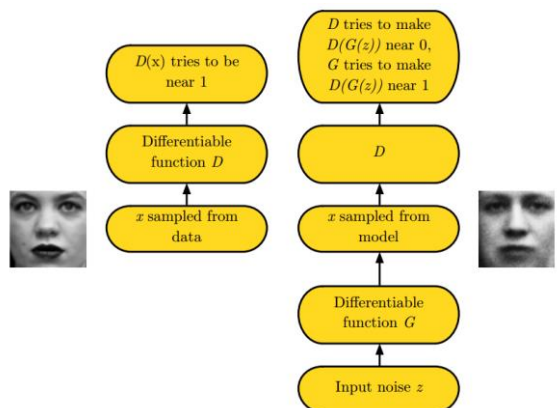 D(x) tries to be
near 1
Differentiable
function D
x sampled from
data
D tries to make
D(G(z)) near 0,
G tries to make
D(G(z)) near 1
D
x sampled from
model
Differentiable
function G
Input noise z